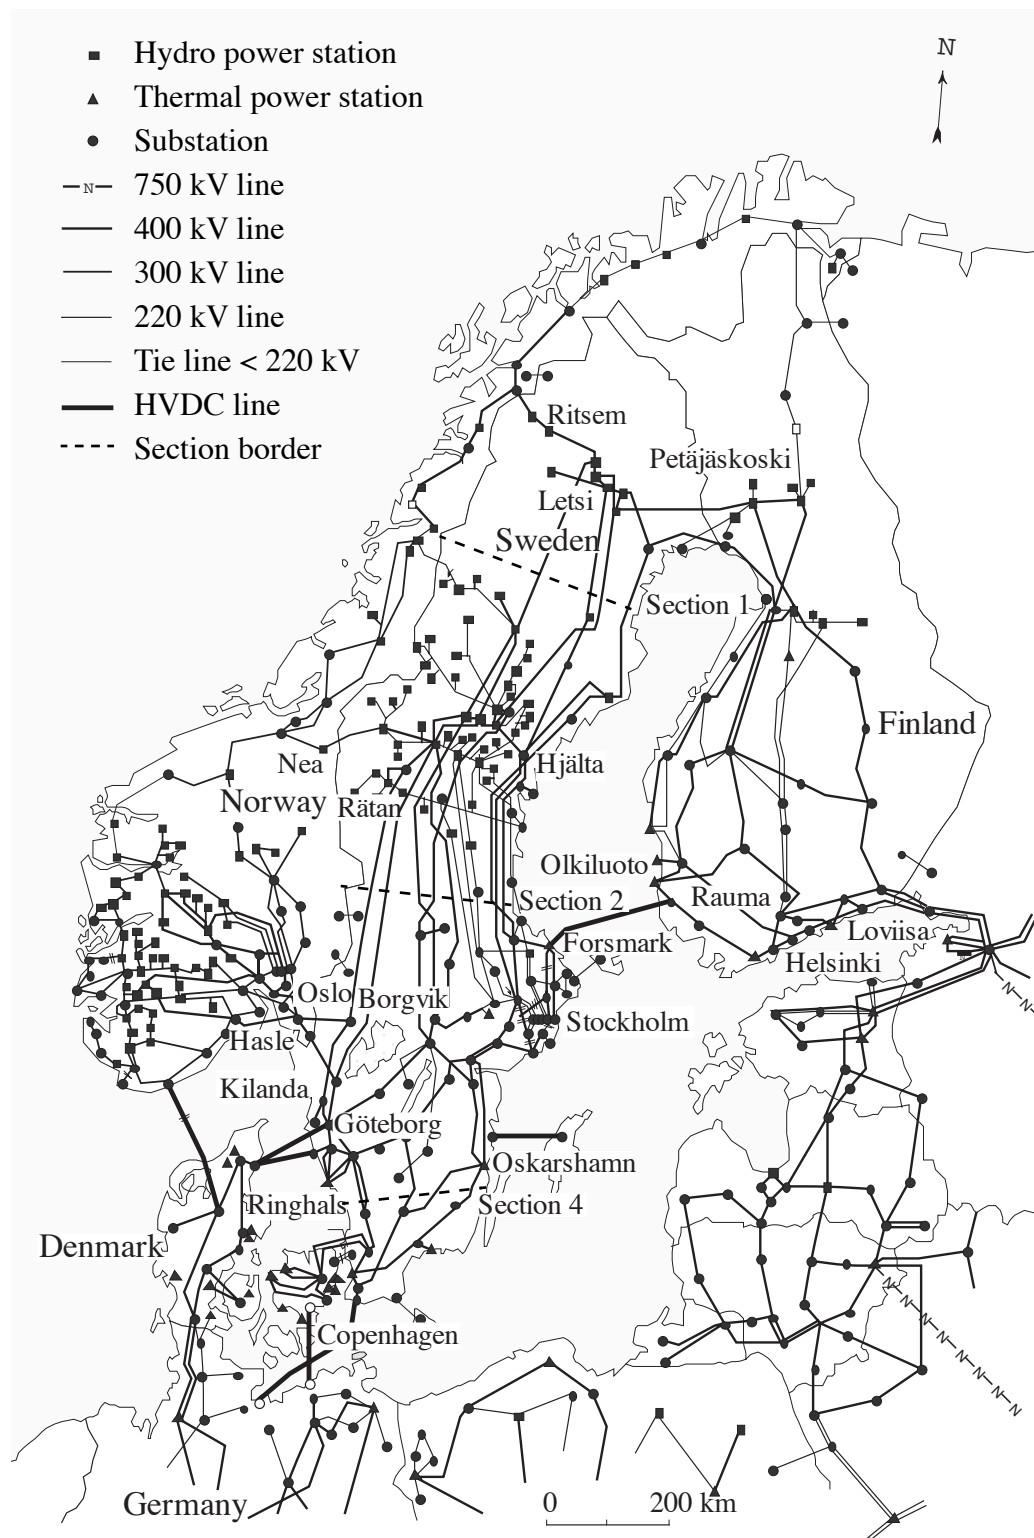 N
Hydro power station
Thermal power station
Substation
N 750 kV line
400 kV line
300 kV line
220 kV line
Tie line < 220 kV
HVDC line
Section border
Ritsem
Petäjäskoski
Letsi
Sweden
Section 1
Finland
Nea
Hjälta
Norway
Rätan
Olkiluoto
Rauma
Section 2
Forsmark
Loviisa
Helsinki
Oslo
Borgvik
N
N
Stockholm
Hasle
Kilanda
Göteborg
Oskarshamn
Ringhals
Section 4
Denmark
N
N
N
N
N
N
N
N
Copenhagen
Germany
0 200 km